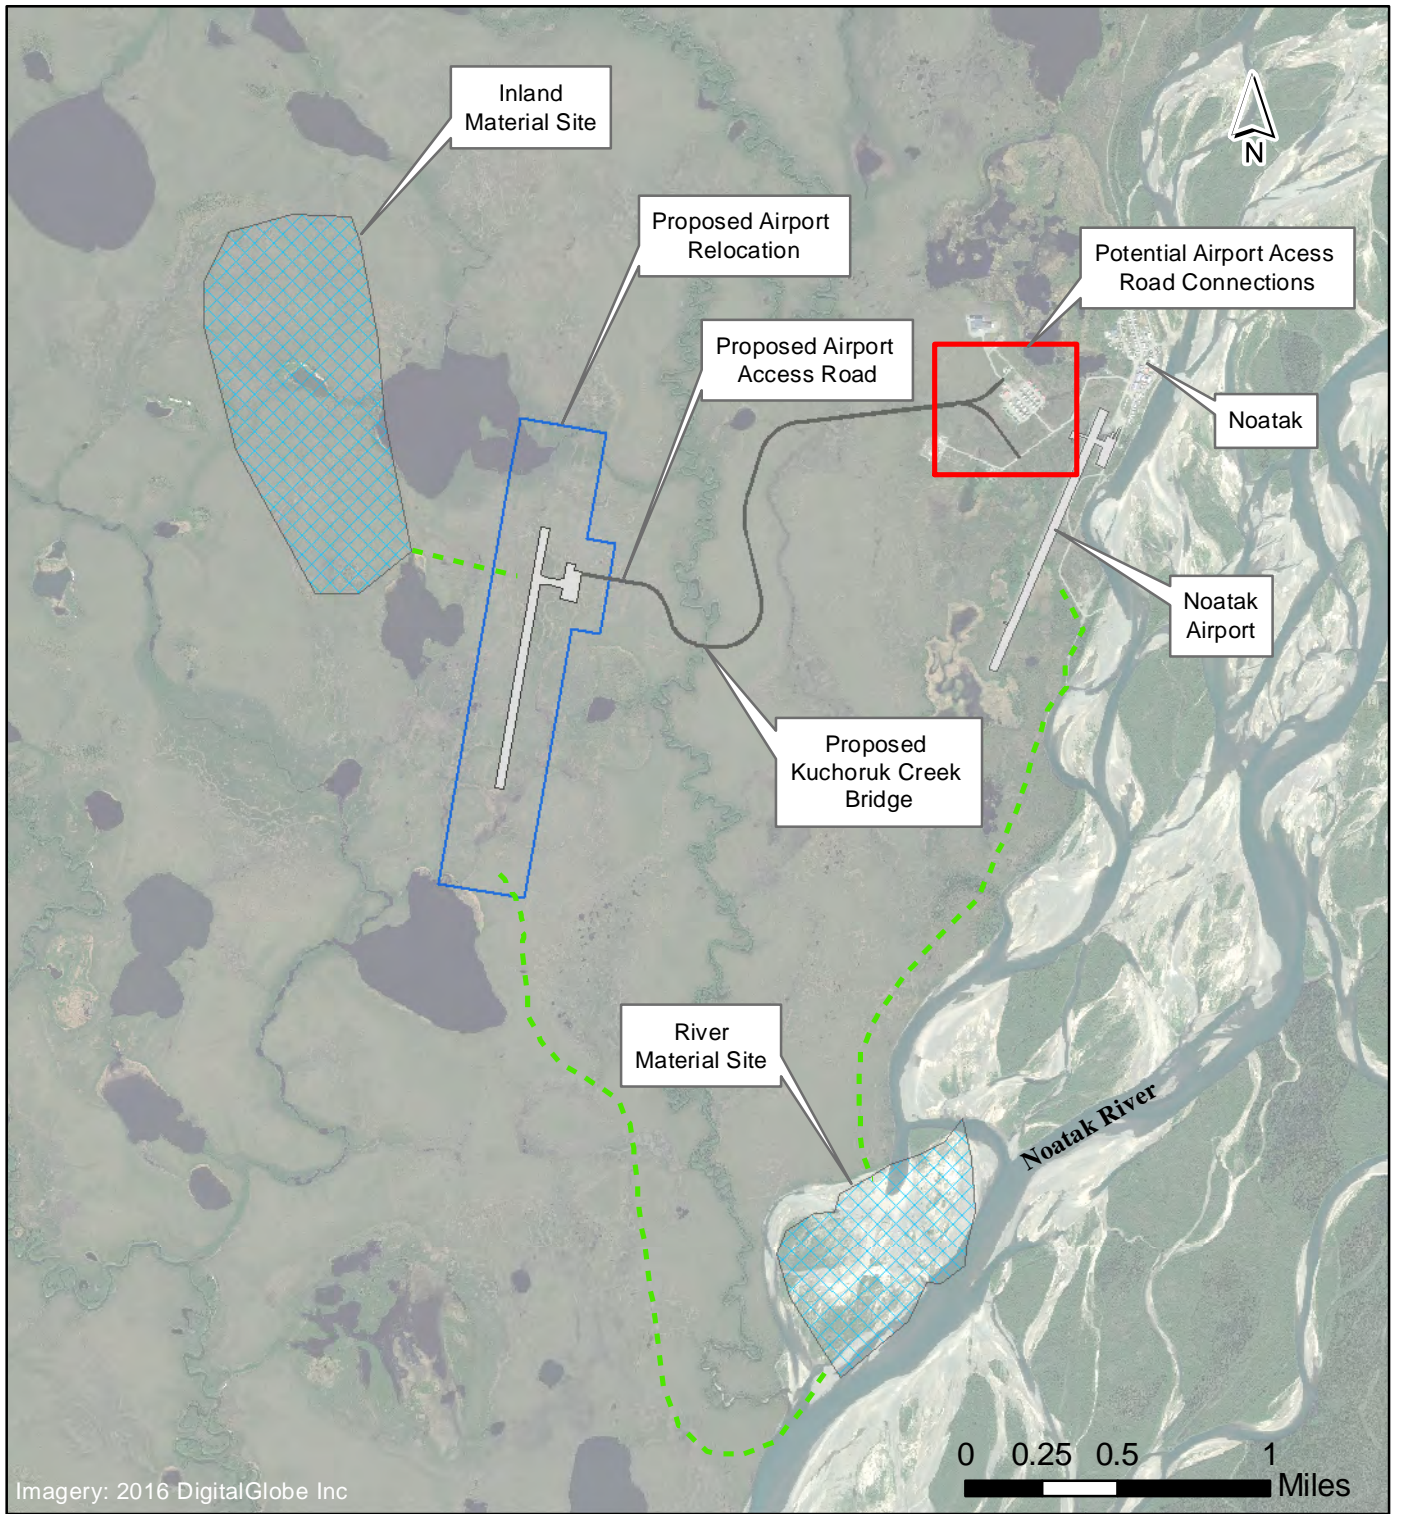 Inland
Material Site
N
Proposed Airport
Relocation
Potential Airport Acess
Road Connections
Proposed Airport
Access Road
Noatak
Noatak
Airport
Proposed
Kuchoruk Creek
Bridge
River
Material Site
Noatak River
0 0.25 0.5 1
Miles
Imagery: 2016 DigitalGlobe Inc